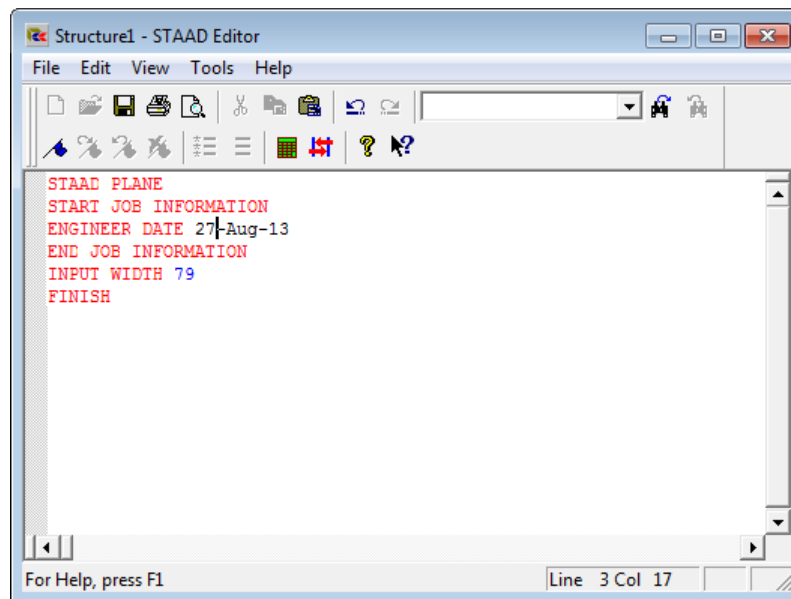 Structure1 - STAAD Editor
File Edit View Tools Help
STAAD PLANE
START JOB INFORMATION
ENGINEER DATE 27-Aug-13
END JOB INFORMATION
INPUT WIDTH 79
FINISH
For Help, press F1 Line 3 Col 17